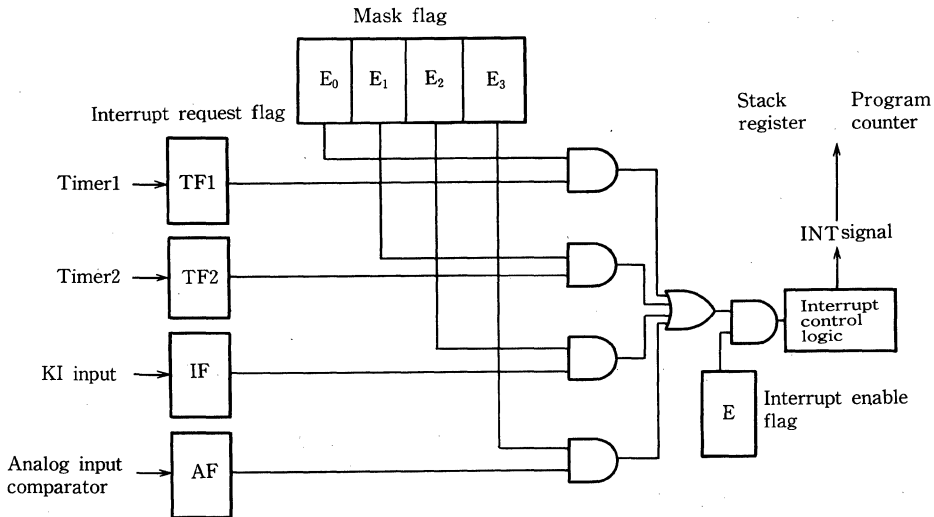 Mask flag
E₀ E₁ E₂ E₃
Interrupt request flag
Stack register
Program counter
Timer1
TF1
INT signal
Timer2
TF2
Interrupt
control
logic
KI input
IF
E
Interrupt enable
flag
Analog input
comparator
AF